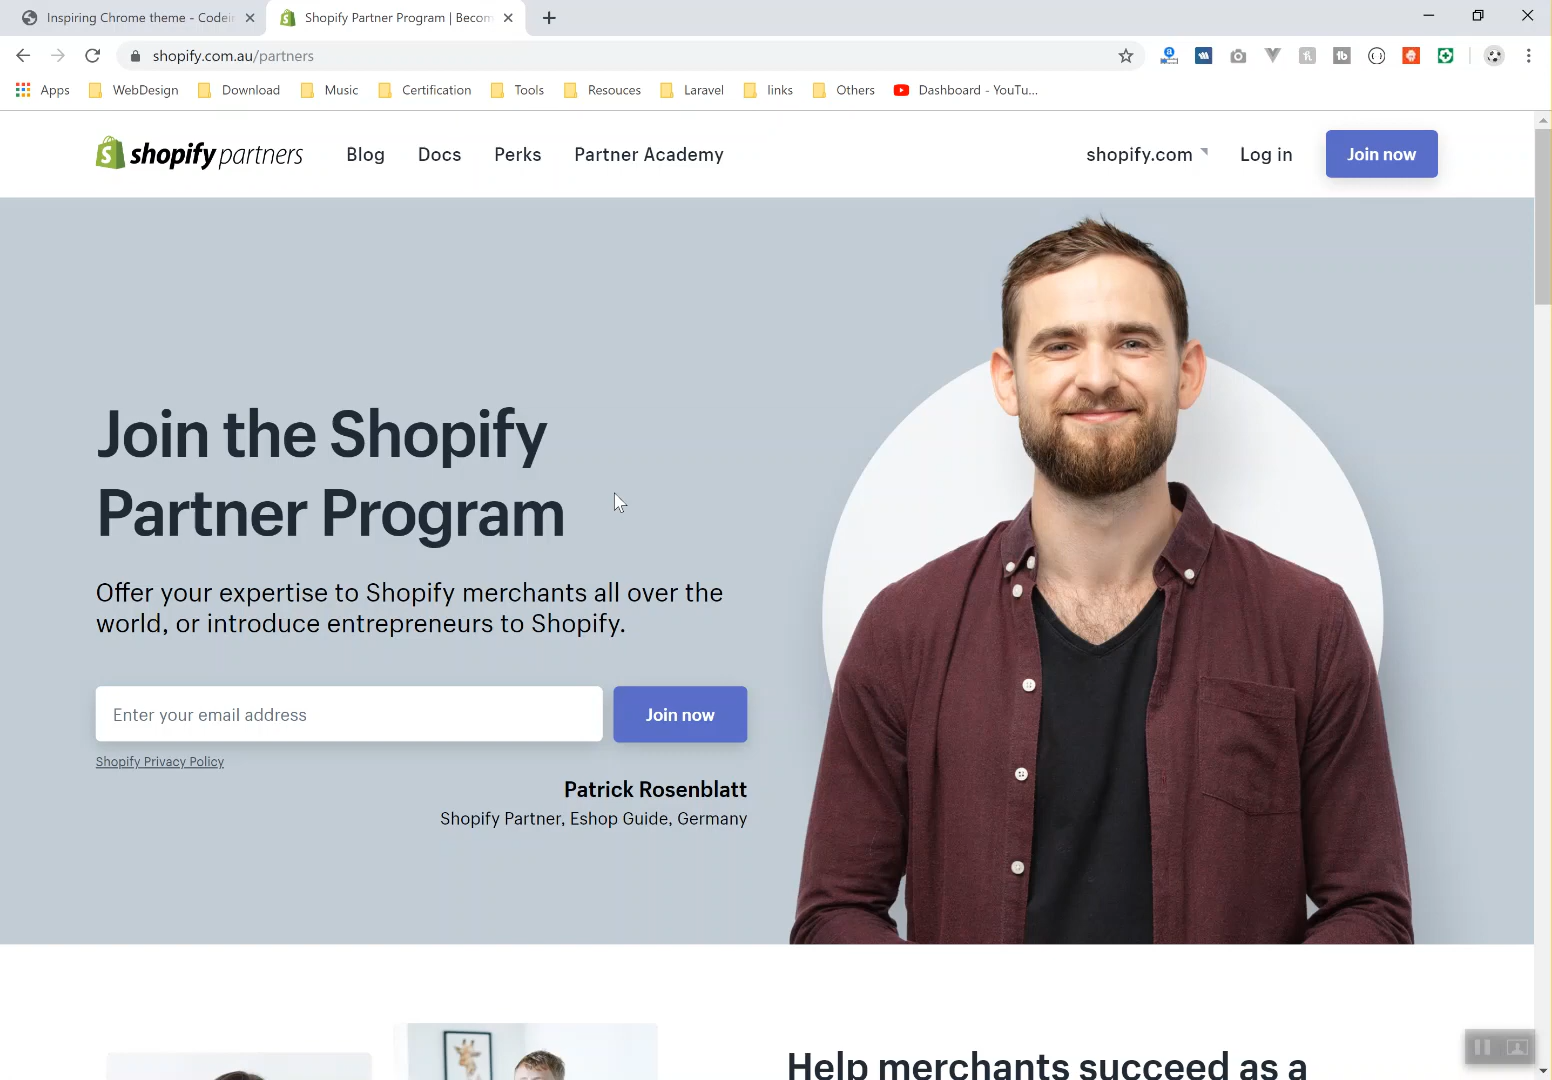 Inspiring Chrome theme - Codei
Shopify Partner Program | Becom
shopify.com.au/partners
Apps
WebDesign
Download
Music
Certification
Tools
Resouces
Laravel
links
Others
Dashboard - YouTu...
shopify partners
Blog
Docs
Perks
Partner Academy
shopify.com
Log in
Join now
Join the Shopify
Partner Program
Offer your expertise to Shopify merchants all over the
world, or introduce entrepreneurs to Shopify.
Enter your email address
Join now
Shopify Privacy Policy
Patrick Rosenblatt
Shopify Partner, Eshop Guide, Germany
Help merchants succeed as a